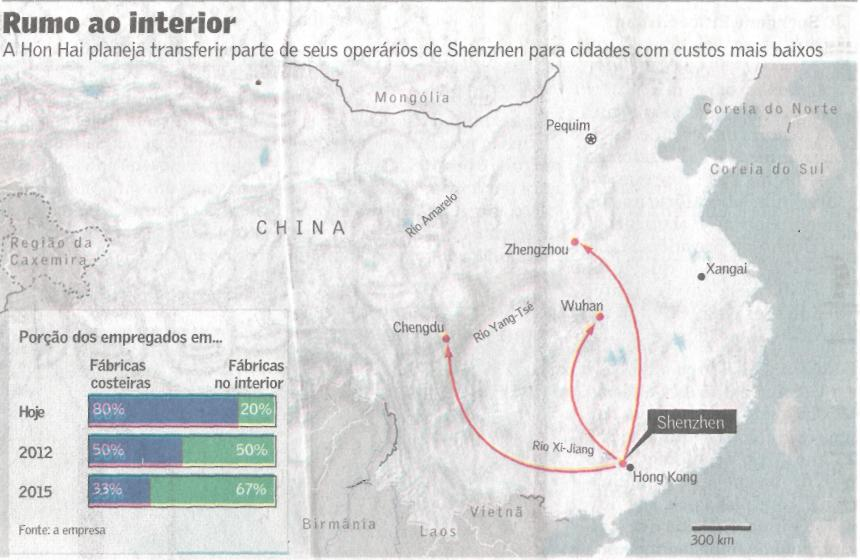 Rumo ao interior
A Hon Hai planeja transferir parte de seus operários de Shenzhen para cidades com custos mais baixos
Mongólia
Pequim
Coreia do Norte
Coreia do Sul
CHINA
Rio Amarelo
Região da
Caxemira
Zhengzhou
Xangai
Wuhan
Rio Yang-Tsé
Chengdu
Shenzhen
Rio Xi-Jiang
Hong Kong
Vietnã
Birmânia
Laos
300 km
Porção dos empregados em...
Fábricas costeiras
Fábricas no interior
Hoje 80% 20%
2012 50% 50%
2015 33% 67%
Fonte: a empresa